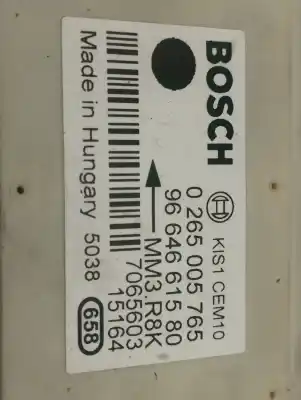 BOSCH
KIS1 CEM10
0 265 005 765
96 646 615 80
MM3.R8K
7065603
15164
Made in Hungary 5038
658